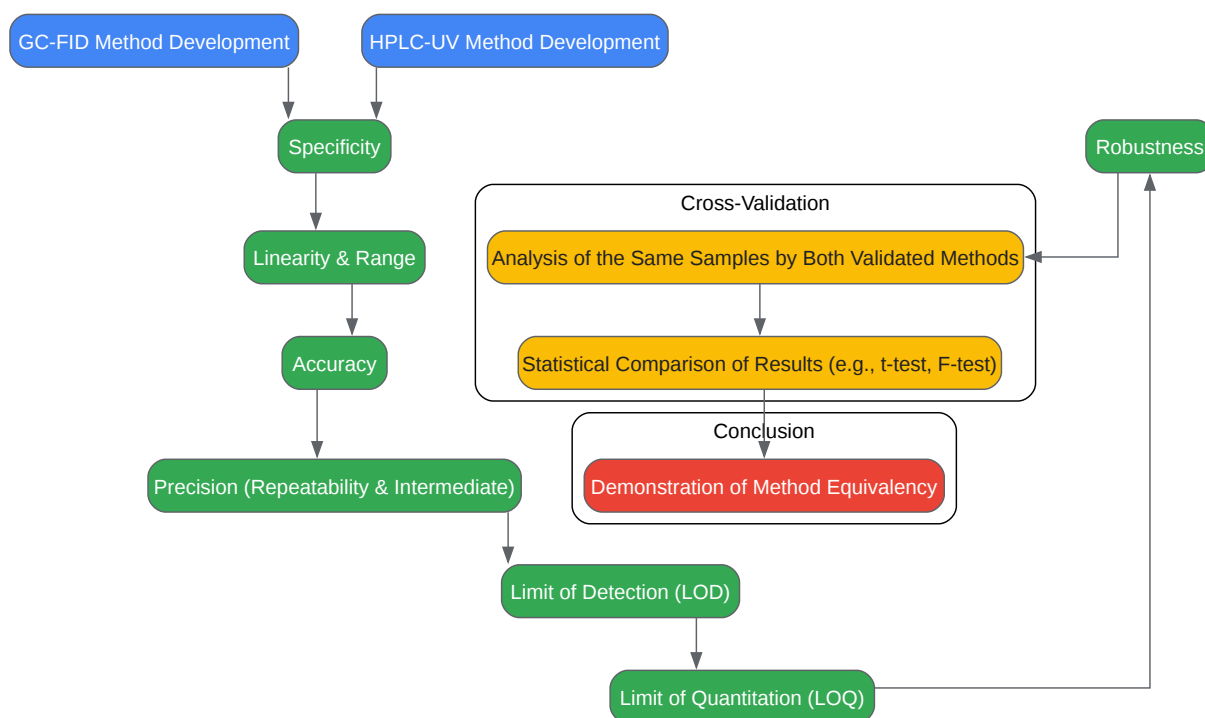 GC-FID Method Development
HPLC-UV Method Development
Specificity
Robustness
Cross-Validation
Linearity & Range
Analysis of the Same Samples by Both Validated Methods
Accuracy
Statistical Comparison of Results (e.g., t-test, F-test)
Conclusion
Precision (Repeatability & Intermediate)
Demonstration of Method Equivalency
Limit of Detection (LOD)
Limit of Quantitation (LOQ)